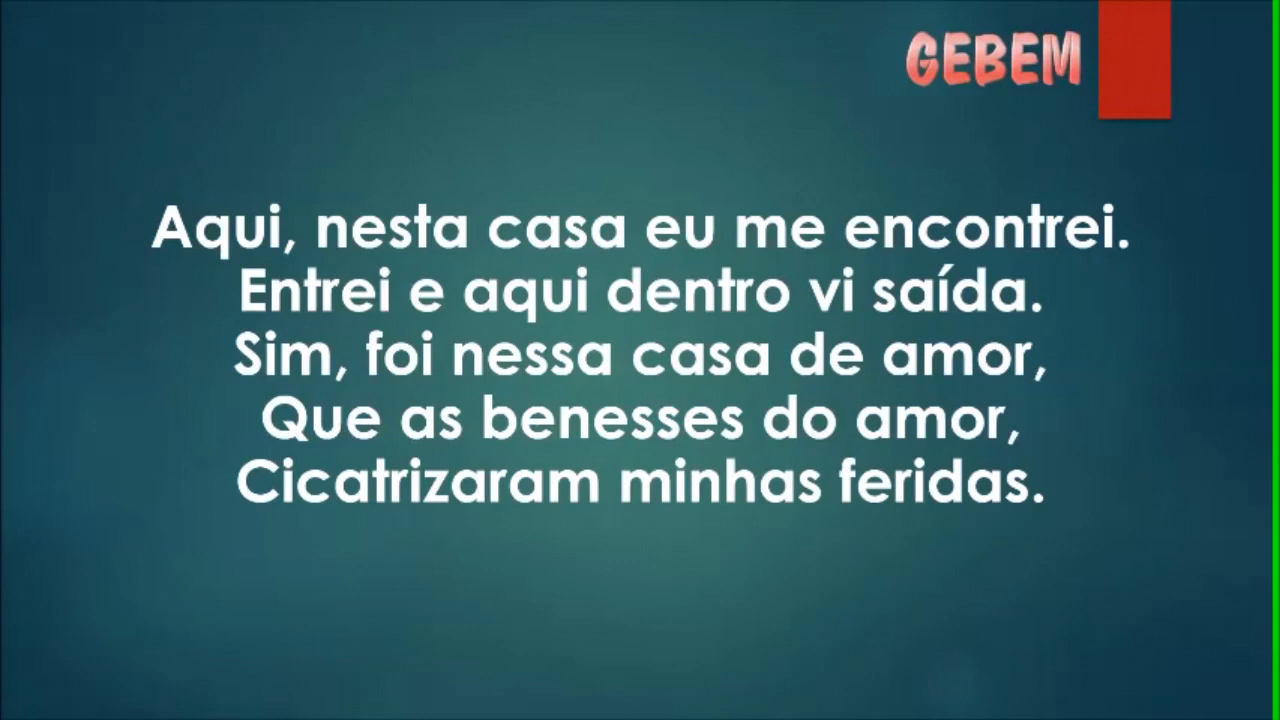 GEBEM
Aqui, nesta casa eu me encontrei.
Entrei e aqui dentro vi saída.
Sim, foi nessa casa de amor,
Que as benesses do amor,
Cicatrizaram minhas feridas.